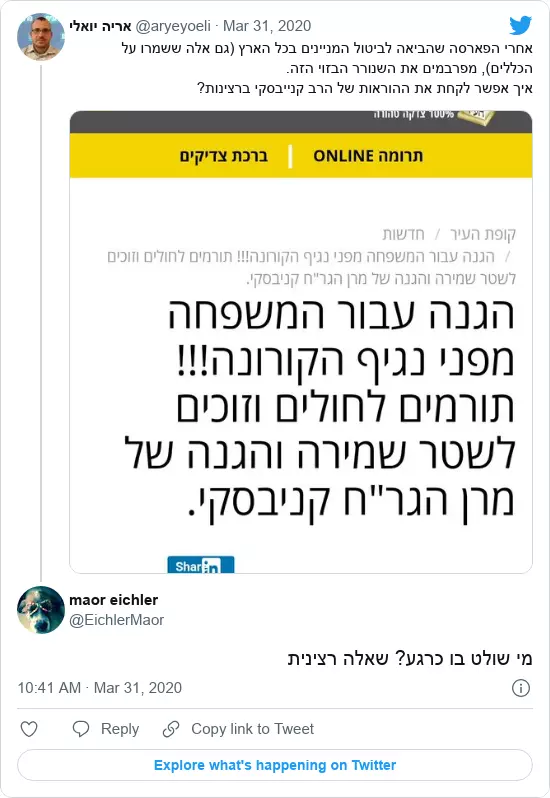 אריה יואלי @aryeyoeli · Mar 31, 2020
אחרי הפארסה שהביאה לביטול המניינים בכל הארץ (גם אלה ששמרו על
הכללים), מפרבמים את השנורר הבזוי הזה.
איך אפשר לקחת את ההוראות של הרב קנייבסקי ברצינות?
100% צדקה טהורה
תרומה ONLINE | ברכת צדיקים
קופת העיר / חדשות
/ הגנה עבור המשפחה מפני נגיף הקורונה!!! תורמים לחולים וזוכים
לשטר שמירה והגנה של מרן הגר"ח קניבסקי.
הגנה עבור המשפחה
מפני נגיף הקורונה!!!
תורמים לחולים וזוכים
לשטר שמירה והגנה של
מרן הגר"ח קניבסקי.
Share in
maor eichler
@EichlerMaor
מי שולט בו כרגע? שאלה רצינית
10:41 AM · Mar 31, 2020
Reply
Copy link to Tweet
Explore what's happening on Twitter